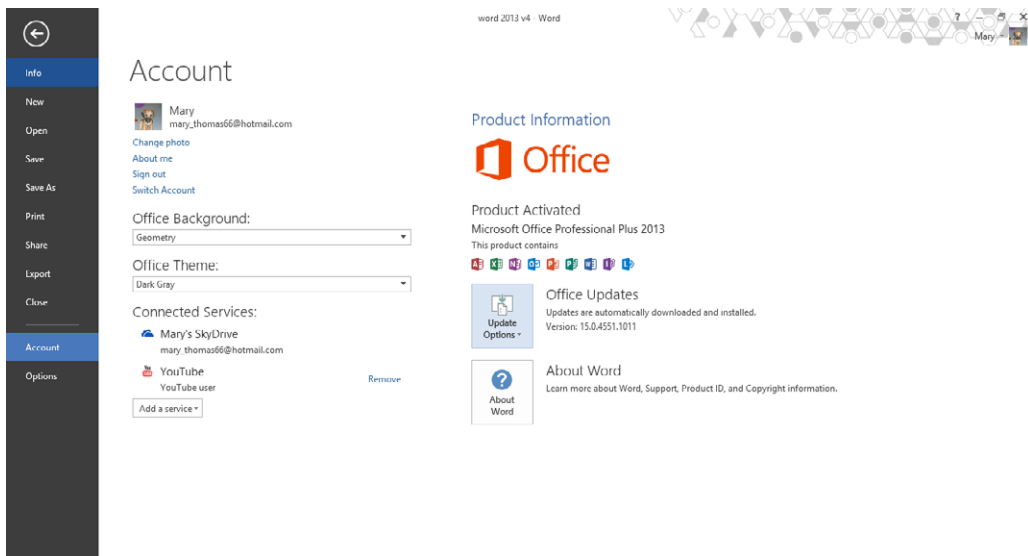 word 2013 v4 - Word
?
Mary
Info
New
Open
Save
Save As
Print
Share
Export
Close
Account
Options
Account
Mary
mary_thomas66@hotmail.com
Change photo
About me
Sign out
Switch Account
Office Background:
Geometry
Office Theme:
Dark Gray
Connected Services:
Mary's SkyDrive
mary_thomas66@hotmail.com
YouTube
YouTube user
Remove
Add a service
Product Information
Office
Product Activated
Microsoft Office Professional Plus 2013
This product contains
Update
Options
Office Updates
Updates are automatically downloaded and installed.
Version: 15.0.4551.1011
?
About
Word
About Word
Learn more about Word, Support, Product ID, and Copyright information.